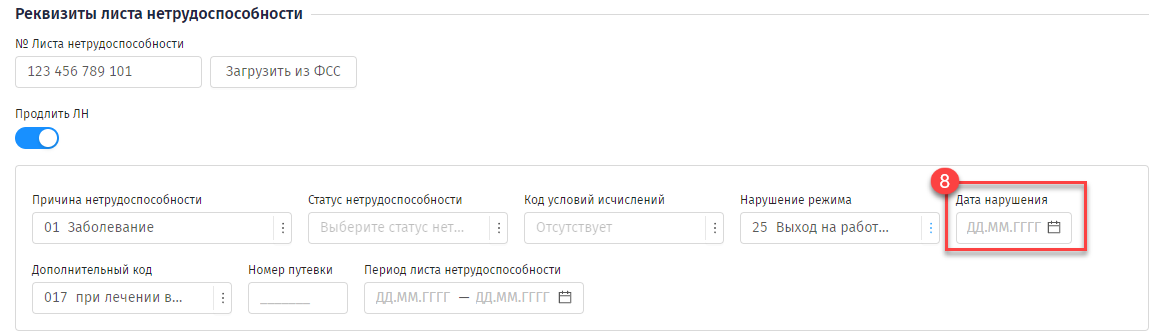 Реквизиты листа нетрудоспособности
№ Листа нетрудоспособности
123 456 789 101 Загрузить из ФСС
Продлить ЛН
8
Причина нетрудоспособности Статус нетрудоспособности Код условий исчислений Нарушение режима Дата нарушения
01 Заболевание Выберите статус нет... Отсутствует 25 Выход на работ... ДД.ММ.ГГГГ
Дополнительный код Номер путевки Период листа нетрудоспособности
017 при лечении в... ДД.ММ.ГГГГ — ДД.ММ.ГГГГ